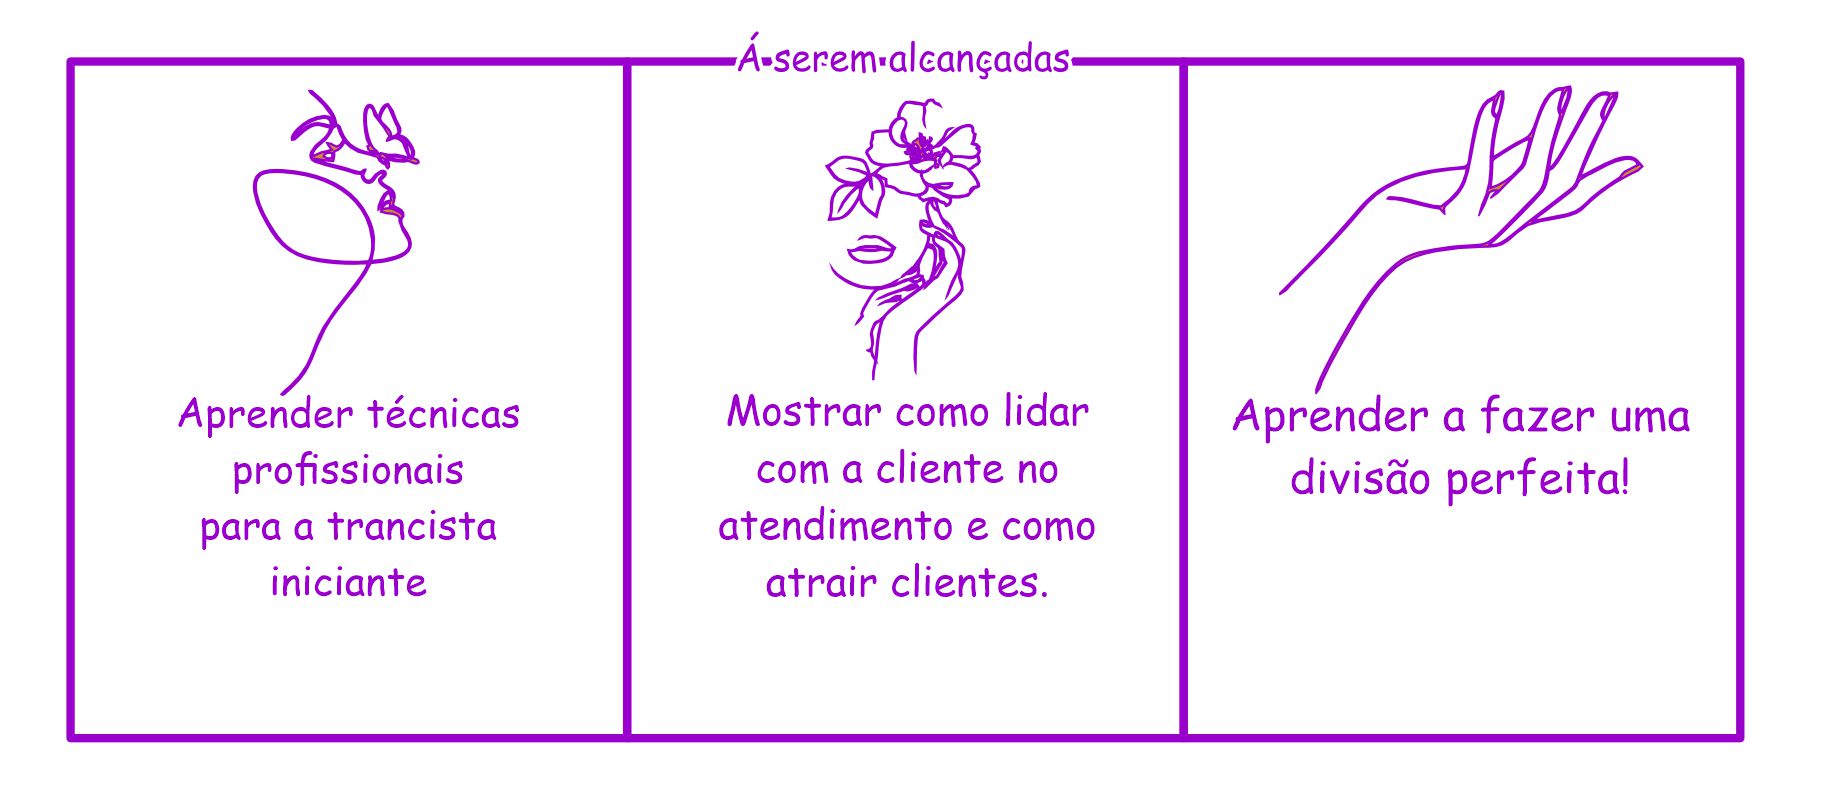 Á serem alcançadas
Aprender técnicas
profissionais
para a trancista
iniciante
Mostrar como lidar
com a cliente no
atendimento e como
atrair clientes.
Aprender a fazer uma
divisão perfeita!